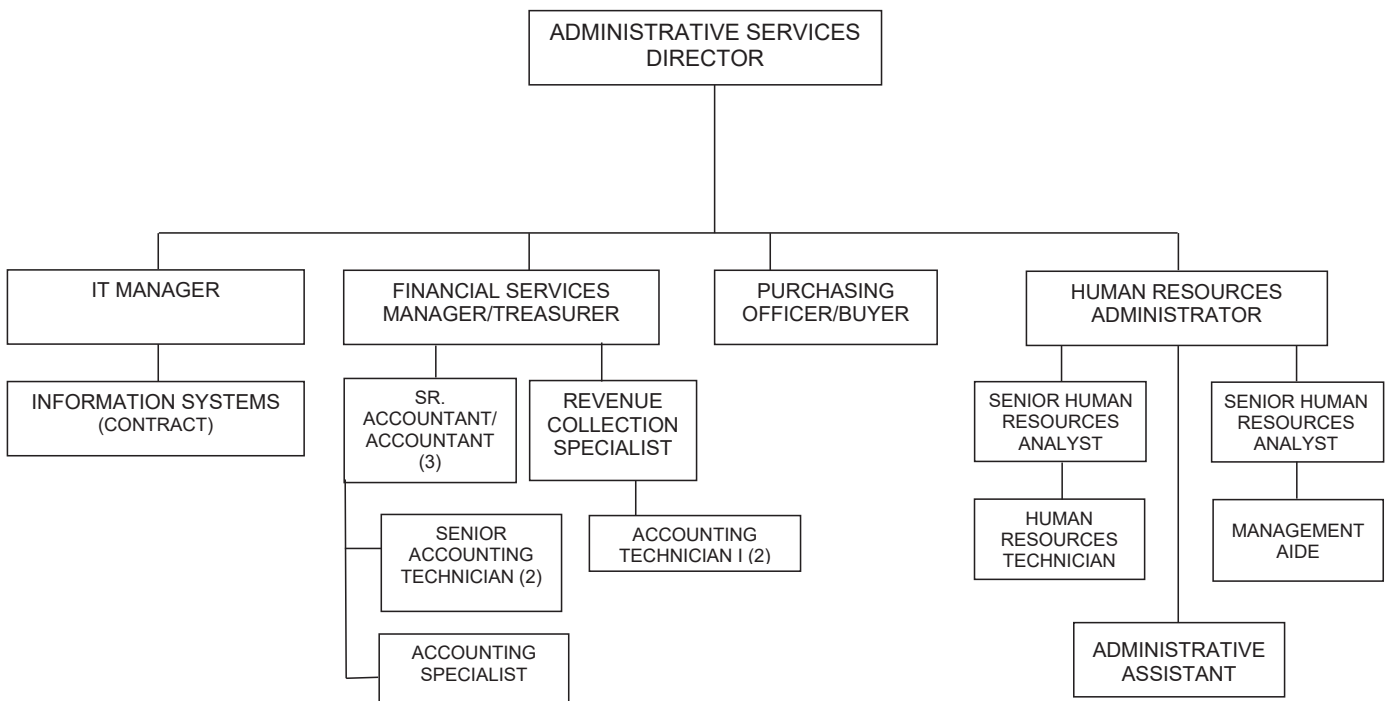 ADMINISTRATIVE SERVICES
DIRECTOR
IT MANAGER
FINANCIAL SERVICES
MANAGER/TREASURER
PURCHASING
OFFICER/BUYER
HUMAN RESOURCES
ADMINISTRATOR
INFORMATION SYSTEMS
(CONTRACT)
SR.
ACCOUNTANT/
ACCOUNTANT
(3)
REVENUE
COLLECTION
SPECIALIST
SENIOR HUMAN
RESOURCES
ANALYST
SENIOR HUMAN
RESOURCES
ANALYST
SENIOR
ACCOUNTING
TECHNICIAN (2)
ACCOUNTING
TECHNICIAN I (2)
HUMAN
RESOURCES
TECHNICIAN
MANAGEMENT
AIDE
ACCOUNTING
SPECIALIST
ADMINISTRATIVE
ASSISTANT